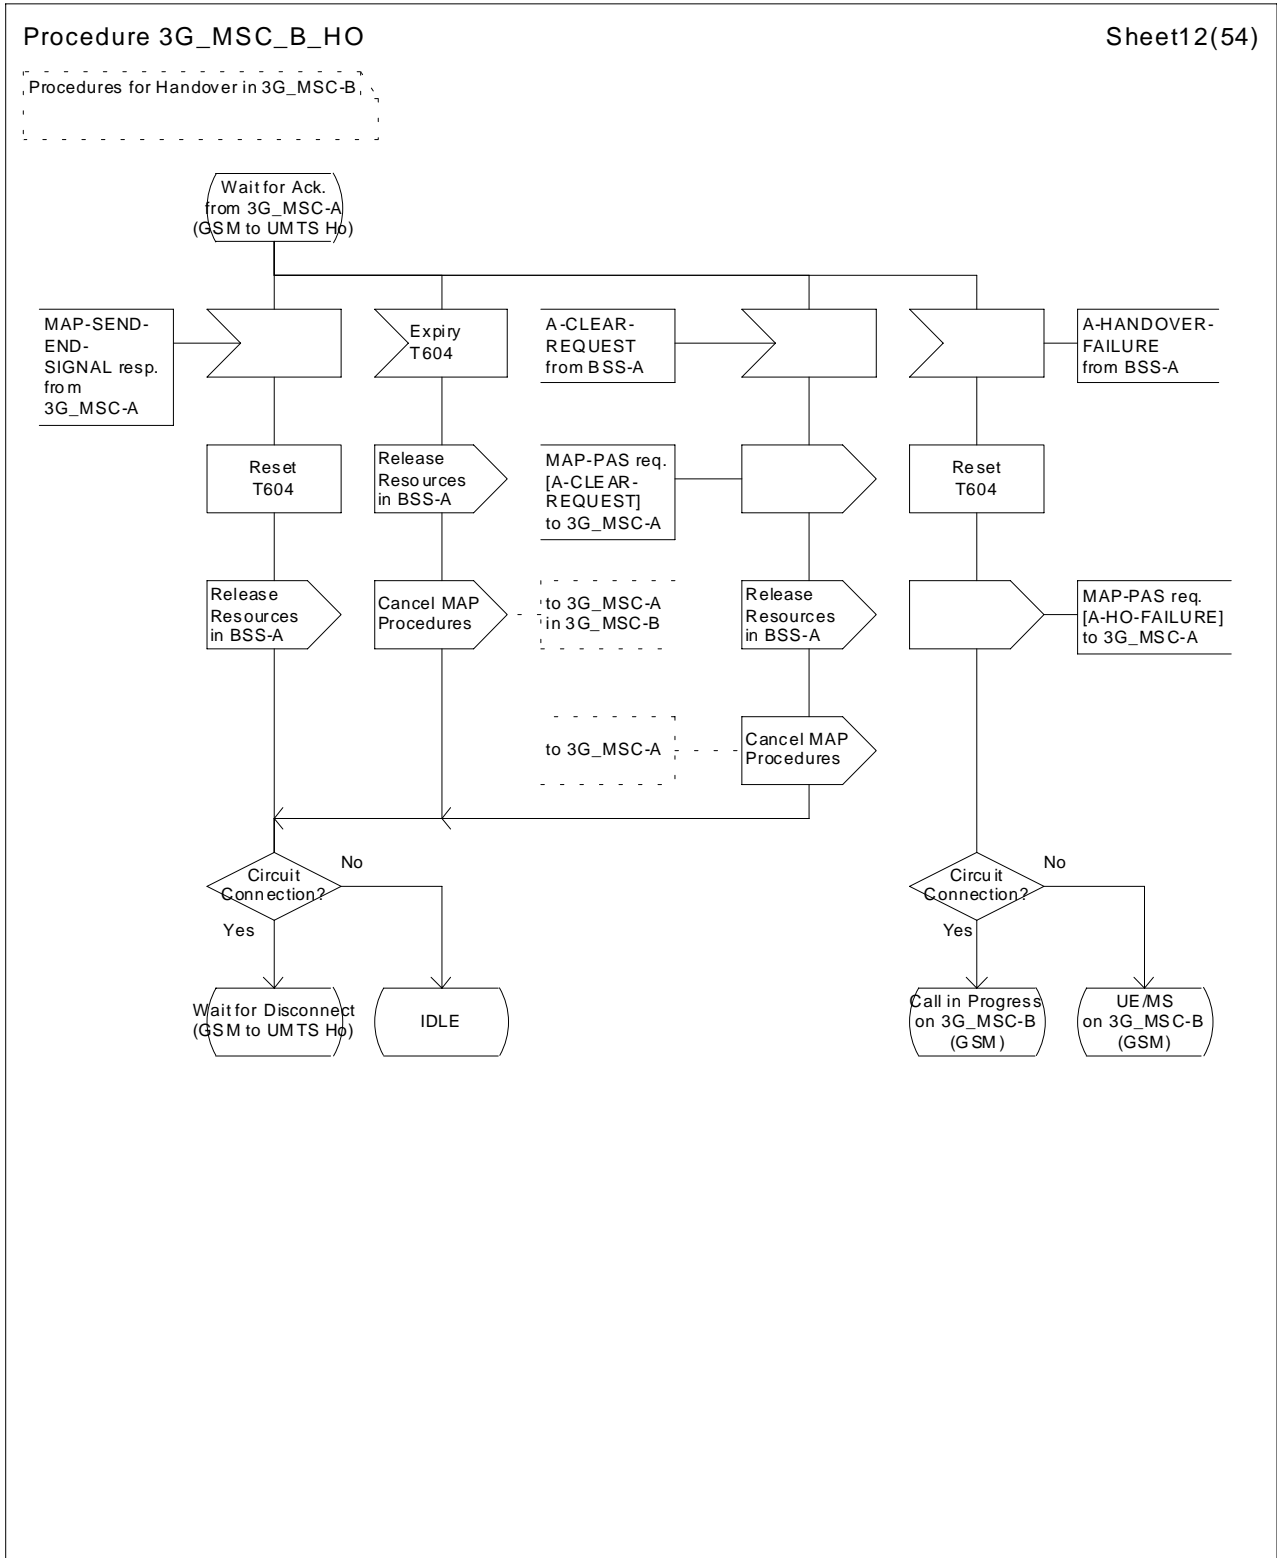 Procedure 3G_MSC_B_HO
Sheet12(54)
Procedures for Handover in 3G_MSC-B
Wait for Ack.
from 3G_MSC-A
(GSM to UMTS Ho)
MAP-SEND-
END-
SIGNAL resp.
from
3G_MSC-A
Expiry
T604
A-CLEAR-
REQUEST
from BSS-A
A-HANDOVER-
FAILURE
from BSS-A
Reset
T604
Release
Resources
in BSS-A
MAP-PAS req.
[A-CLEAR-
REQUEST]
to 3G_MSC-A
Reset
T604
Release
Resources
in BSS-A
Cancel MAP
Procedures
to 3G_MSC-A
in 3G_MSC-B
Release
Resources
in BSS-A
MAP-PAS req.
[A-HO-FAILURE]
to 3G_MSC-A
to 3G_MSC-A
Cancel MAP
Procedures
Circuit
Connection?
No
Yes
Circuit
Connection?
No
Yes
Wait for Disconnect
(GSM to UMTS Ho)
IDLE
Call in Progress
on 3G_MSC-B
(GSM)
UE/MS
on 3G_MSC-B
(GSM)